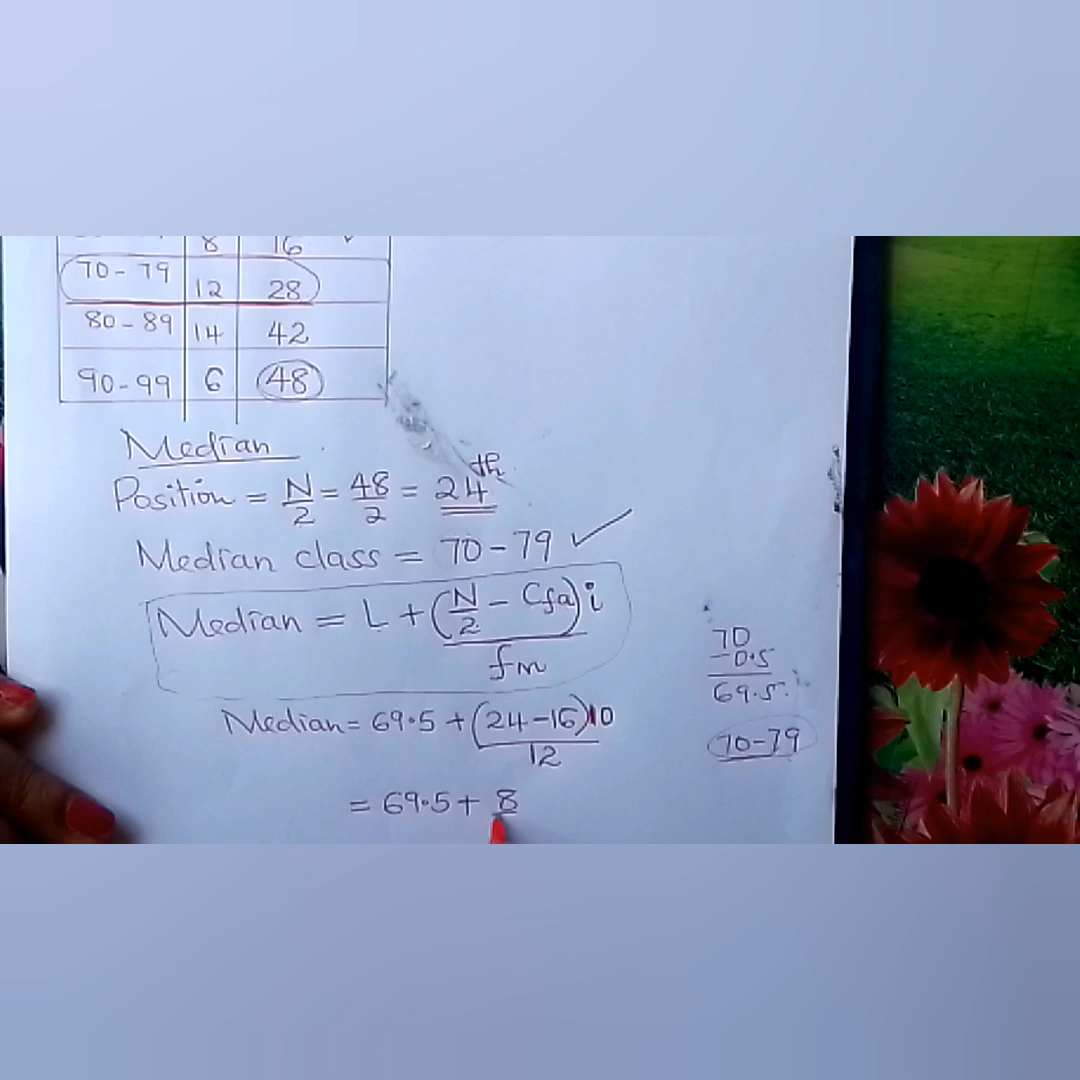 8 16 ✓
70 - 79 12 28
80 - 89 14 42
90 - 99 6 48
Median
Position = N/2 = 48/2 = 24th
Median class = 70 - 79 ✓
Median = L + (N/2 - Cfa) i / fm
70
- 0.5
69.5
Median = 69.5 + (24 - 16) 10 / 12
70 - 79
= 69.5 + 8